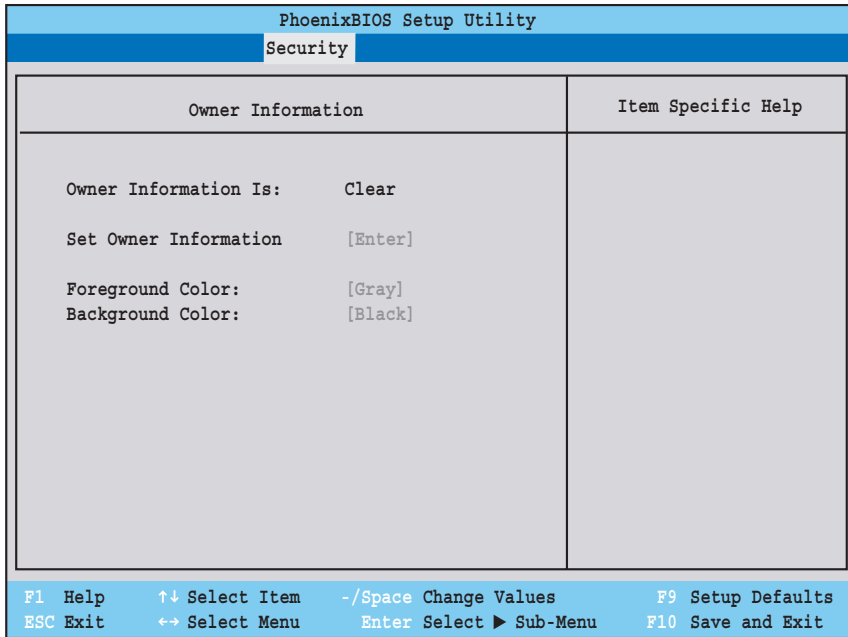 PhoenixBIOS Setup Utility
Security
Owner Information
Item Specific Help
Owner Information Is: Clear
Set Owner Information [Enter]
Foreground Color: [Gray]
Background Color: [Black]
F1 Help ↑↓ Select Item -/Space Change Values F9 Setup Defaults
ESC Exit ←→ Select Menu Enter Select ▶ Sub-Menu F10 Save and Exit